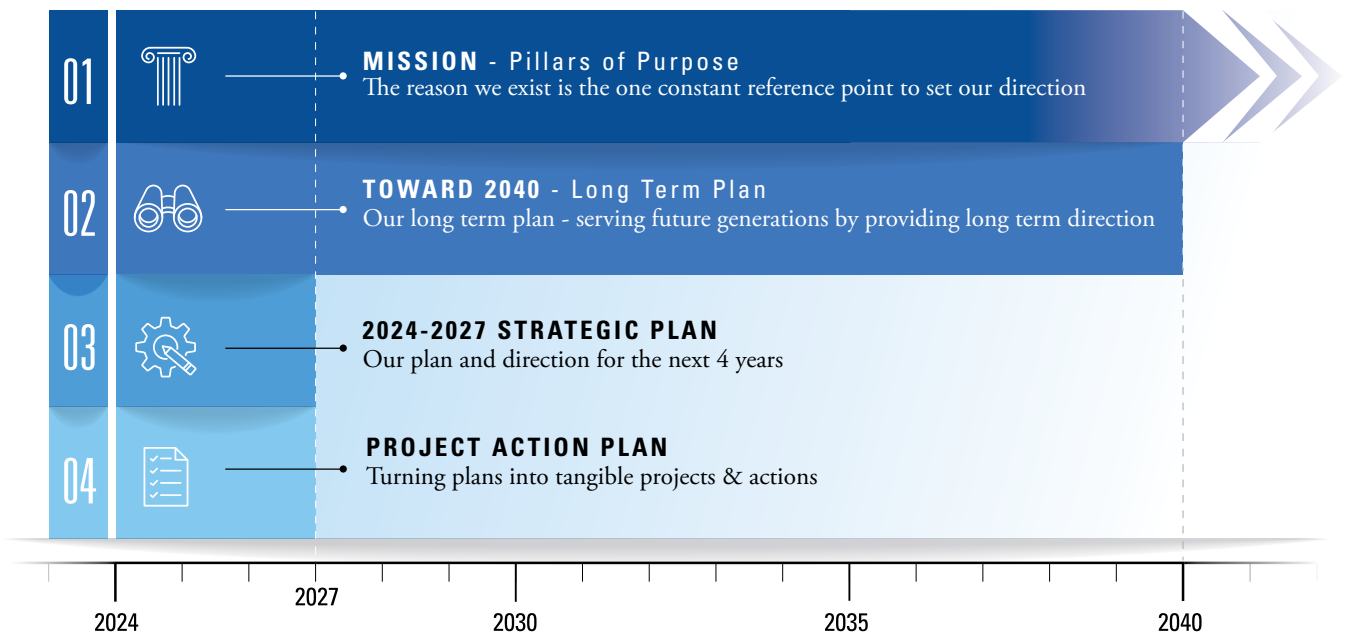 01
MISSION - Pillars of Purpose
The reason we exist is the one constant reference point to set our direction
02
TOWARD 2040 - Long Term Plan
Our long term plan - serving future generations by providing long term direction
03
2024-2027 STRATEGIC PLAN
Our plan and direction for the next 4 years
04
PROJECT ACTION PLAN
Turning plans into tangible projects & actions
2024
2027
2030
2035
2040